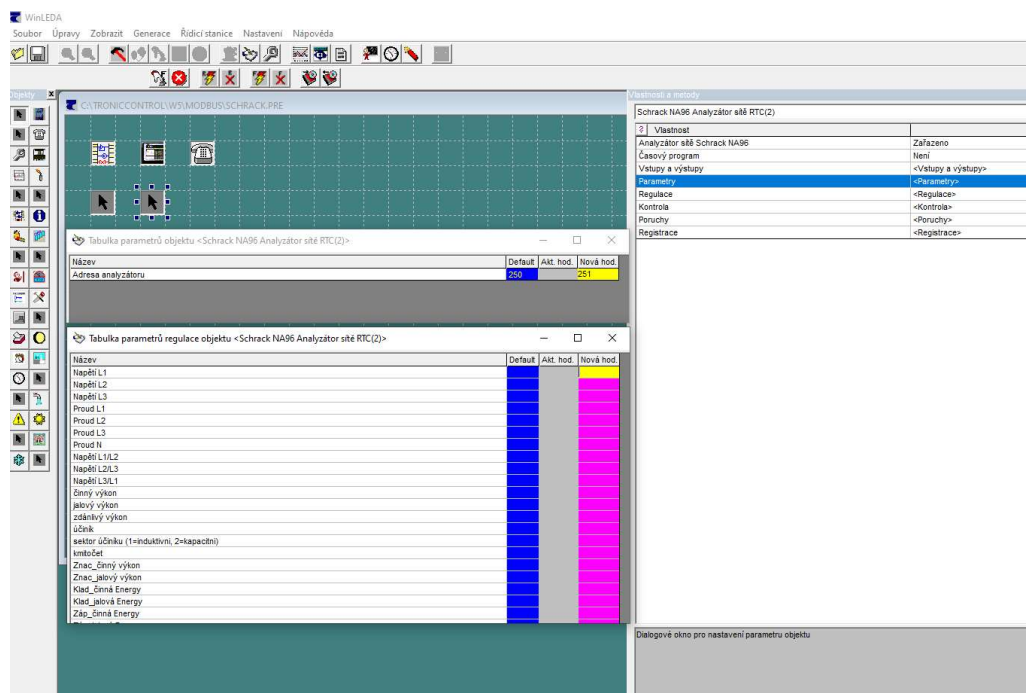 WinLEDA
Soubor Úpravy Zobrazit Generace Řídicí stanice Nastavení Nápověda
Objekty x
C:\TRONICCONTROL\W5\MODBUS\SCHRACK.PRE
Vlastnosti a metody
Schrack NA96 Analyzátor sítě RTC(2)
? Vlastnost
Analyzátor sítě Schrack NA96 Zařazeno
Časový program Není
Vstupy a výstupy <Vstupy a výstupy>
Parametry <Parametry>
Regulace <Regulace>
Kontrola <Kontrola>
Poruchy <Poruchy>
Registrace <Registrace>
Tabulka parametrů objektu <Schrack NA96 Analyzátor sítě RTC(2)>
Název Default Akt. hod. Nová hod.
Adresa analyzátoru 250 251
Tabulka parametrů regulace objektu <Schrack NA96 Analyzátor sítě RTC(2)>
Název Default Akt. hod. Nová hod.
Napětí L1
Napětí L2
Napětí L3
Proud L1
Proud L2
Proud L3
Proud N
Napětí L1/L2
Napětí L2/L3
Napětí L3/L1
činný výkon
jalový výkon
zdánlivý výkon
účiník
sektor účiníku (1=induktivni, 2=kapacitni)
kmitočet
Znac_činný výkon
Znac_jalový výkon
Klad_činná Energy
Klad_jalová Energy
Záp_činná Energy
Dialogové okno pro nastavení parametru objektu